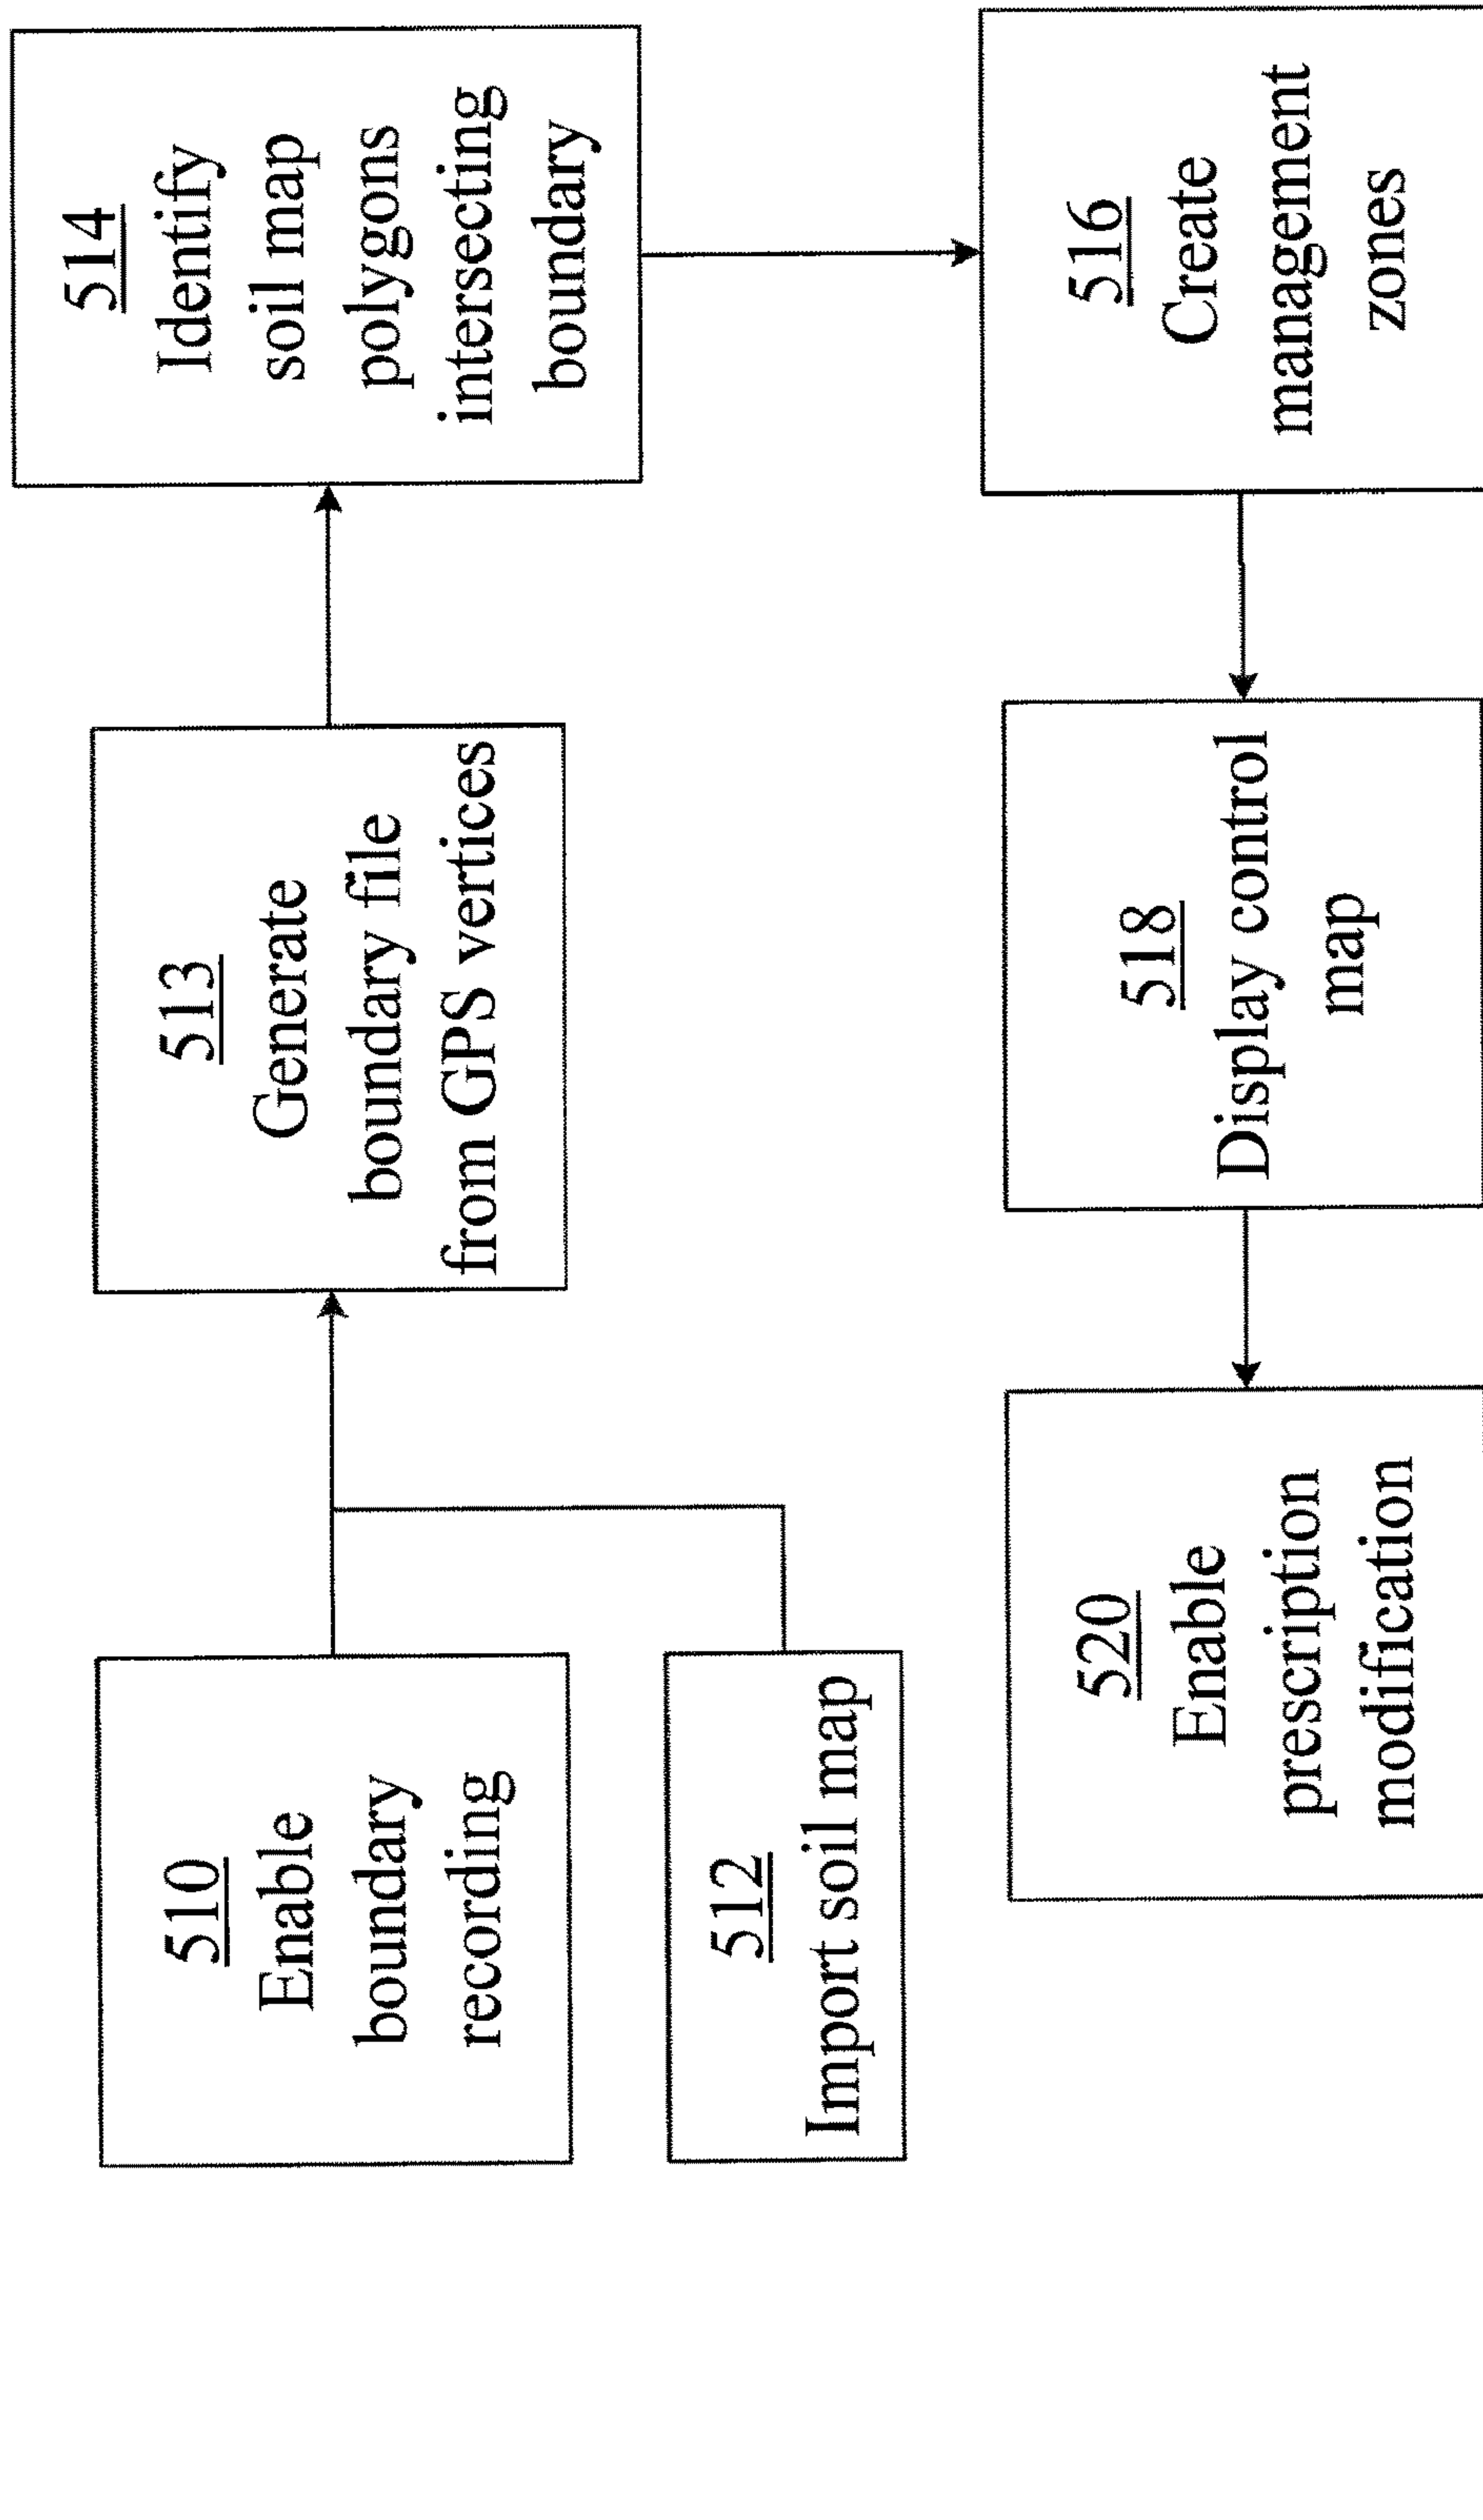 510
Enable
boundary
recording
512
Import soil map
513
Generate
boundary file
from GPS vertices
514
Identify
soil map
polygons
intersecting
boundary
516
Create
management
zones
518
Display control
map
520
Enable
prescription
modification